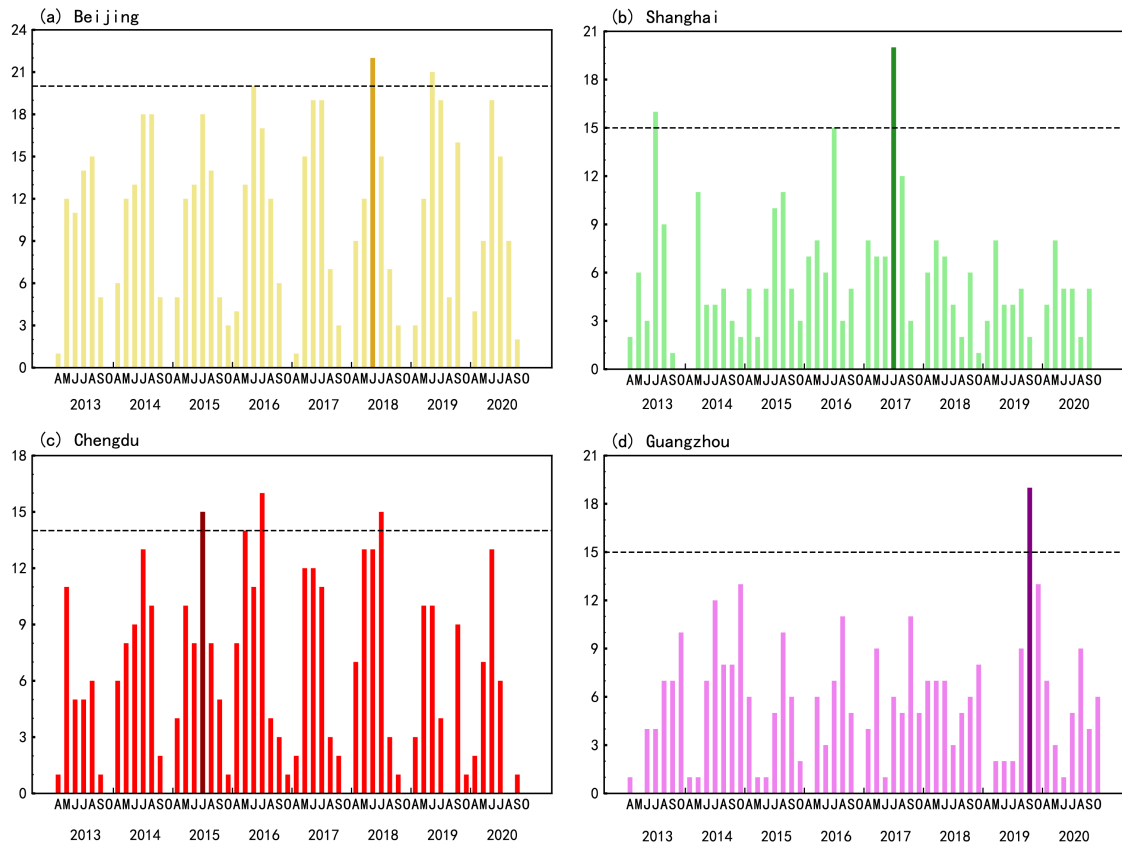 (a) Beijing
24
21
18
15
12
9
6
3
0
AMJJASOAMJJASOAMJJASOAMJJASOAMJJASOAMJJASOAMJJASOAMJJASO
2013 2014 2015 2016 2017 2018 2019 2020
(b) Shanghai
21
18
15
12
9
6
3
0
AMJJASOAMJJASOAMJJASOAMJJASOAMJJASOAMJJASOAMJJASOAMJJASO
2013 2014 2015 2016 2017 2018 2019 2020
(c) Chengdu
18
15
12
9
6
3
0
AMJJASOAMJJASOAMJJASOAMJJASOAMJJASOAMJJASOAMJJASOAMJJASO
2013 2014 2015 2016 2017 2018 2019 2020
(d) Guangzhou
21
18
15
12
9
6
3
0
AMJJASOAMJJASOAMJJASOAMJJASOAMJJASOAMJJASOAMJJASOAMJJASO
2013 2014 2015 2016 2017 2018 2019 2020